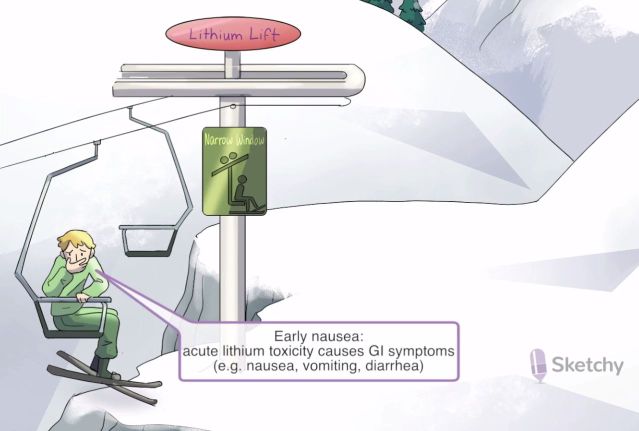 Lithium Lift
Narrow Window
Early nausea:
acute lithium toxicity causes GI symptoms
(e.g. nausea, vomiting, diarrhea)
Sketchy